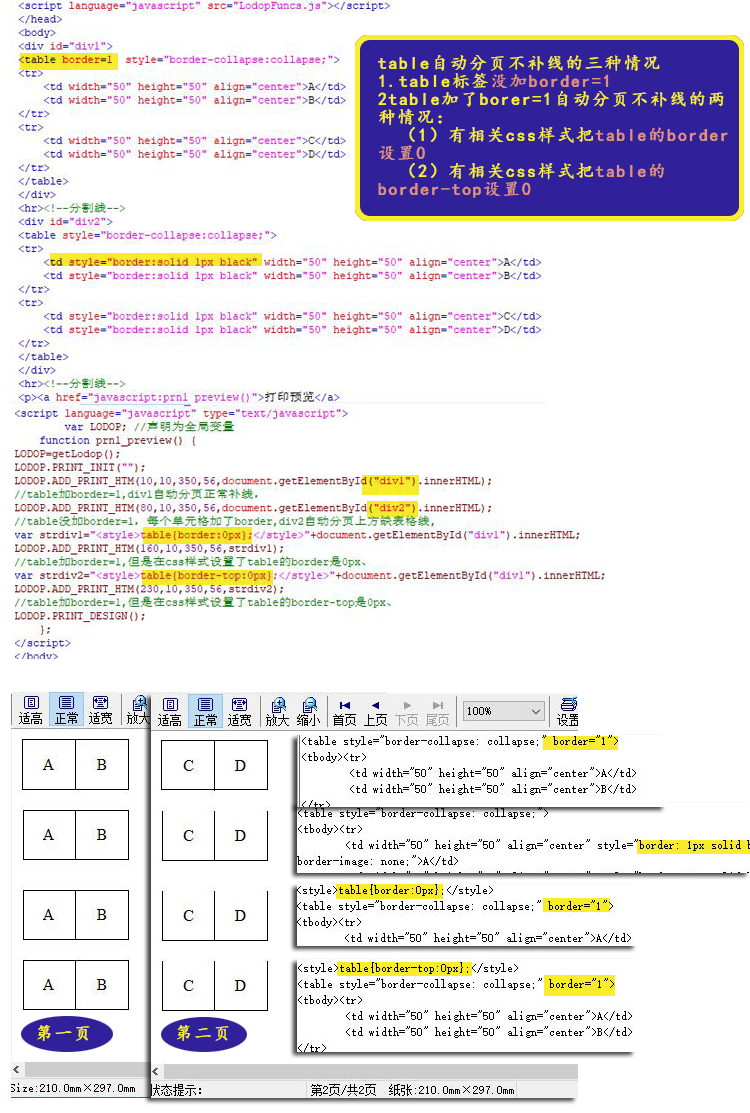 <script language="javascript" src="LodopFuncs.js"></script>
</head>
<body>
<div id="div1">
<table border=1  style="border-collapse:collapse;">
<tr>
<td width="50" height="50" align="center">A</td>
<td width="50" height="50" align="center">B</td>
</tr>
<tr>
<td width="50" height="50" align="center">C</td>
<td width="50" height="50" align="center">D</td>
</tr>
</table>
</div>
<hr><!--分割线-->
<div id="div2">
<table style="border-collapse:collapse;">
<tr>
<td style="border:solid 1px black" width="50" height="50" align="center">A</td>
<td style="border:solid 1px black" width="50" height="50" align="center">B</td>
</tr>
<tr>
<td style="border:solid 1px black" width="50" height="50" align="center">C</td>
<td style="border:solid 1px black" width="50" height="50" align="center">D</td>
</tr>
</table>
</div>
<hr><!--分割线-->
<p><a href="javascript:prn1_preview()">打印预览</a>
table自动分页不补线的三种情况
1.table标签没加border=1
2table加了borer=1自动分页不补线的两
种情况：
（1）有相关css样式把table的border
设置0
（2）有相关css样式把table的
border-top设置0
<script language="javascript" type="text/javascript">
var LODOP; //声明为全局变量
function prn1_preview() {
LODOP=getLodop();
LODOP.PRINT_INIT("");
LODOP.ADD_PRINT_HTM(10,10,350,56,document.getElementById("div1").innerHTML);
//table加border=1,div1自动分页正常补线,
LODOP.ADD_PRINT_HTM(80,10,350,56,document.getElementById("div2").innerHTML);
//table没加border=1，每个单元格加了border,div2自动分页上方缺表格线,
var strdiv1="<style>table{border:0px};</style>"+document.getElementById("div1").innerHTML;
LODOP.ADD_PRINT_HTM(160,10,350,56,strdiv1);
//table加border=1,但是在css样式设置了table的border是0px、
var strdiv2="<style>table{border-top:0px};</style>"+document.getElementById("div1").innerHTML;
LODOP.ADD_PRINT_HTM(230,10,350,56,strdiv2);
//table加border=1,但是在css样式设置了table的border-top是0px、
LODOP.PRINT_DESIGN();
};
</script>
</body>
适高 正常 适宽 放大
适高 正常 适宽 放大 缩小 首页 上页 下页 尾页 100% 设置
A B
C D
<table style="border-collapse: collapse;" border="1">
<tbody><tr>
<td width="50" height="50" align="center">A</td>
<td width="50" height="50" align="center">B</td>
</tr>
A B
C D
<table style="border-collapse: collapse;">
<tbody><tr>
<td width="50" height="50" align="center" style="border: 1px solid b
border-image: none;">A</td>
A B
C D
<style>table{border:0px};</style>
<table style="border-collapse: collapse;" border="1">
<tbody><tr>
<td width="50" height="50" align="center">A</td>
A B
C D
<style>table{border-top:0px};</style>
<table style="border-collapse: collapse;" border="1">
<tbody><tr>
<td width="50" height="50" align="center">A</td>
<td width="50" height="50" align="center">B</td>
</tr>
第一页
第二页
Size:210.0mm×297.0mm
状态提示： 第2页/共2页 纸张:210.0mm×297.0mm